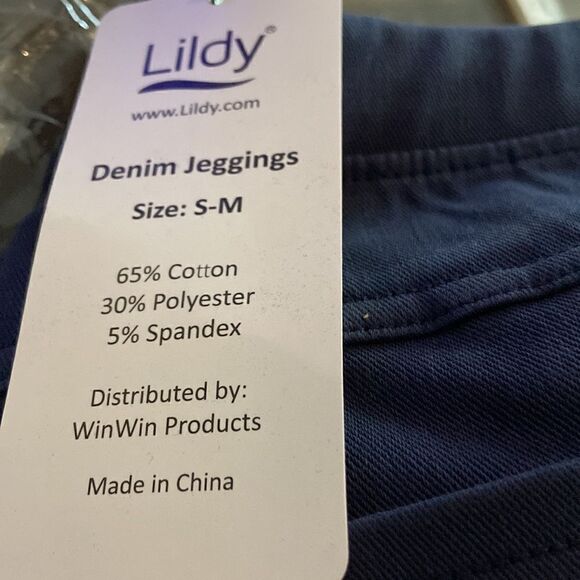 Lildy®
www.Lildy.com
Denim Jeggings
Size: S-M
65% Cotton
30% Polyester
5% Spandex
Distributed by:
WinWin Products
Made in China